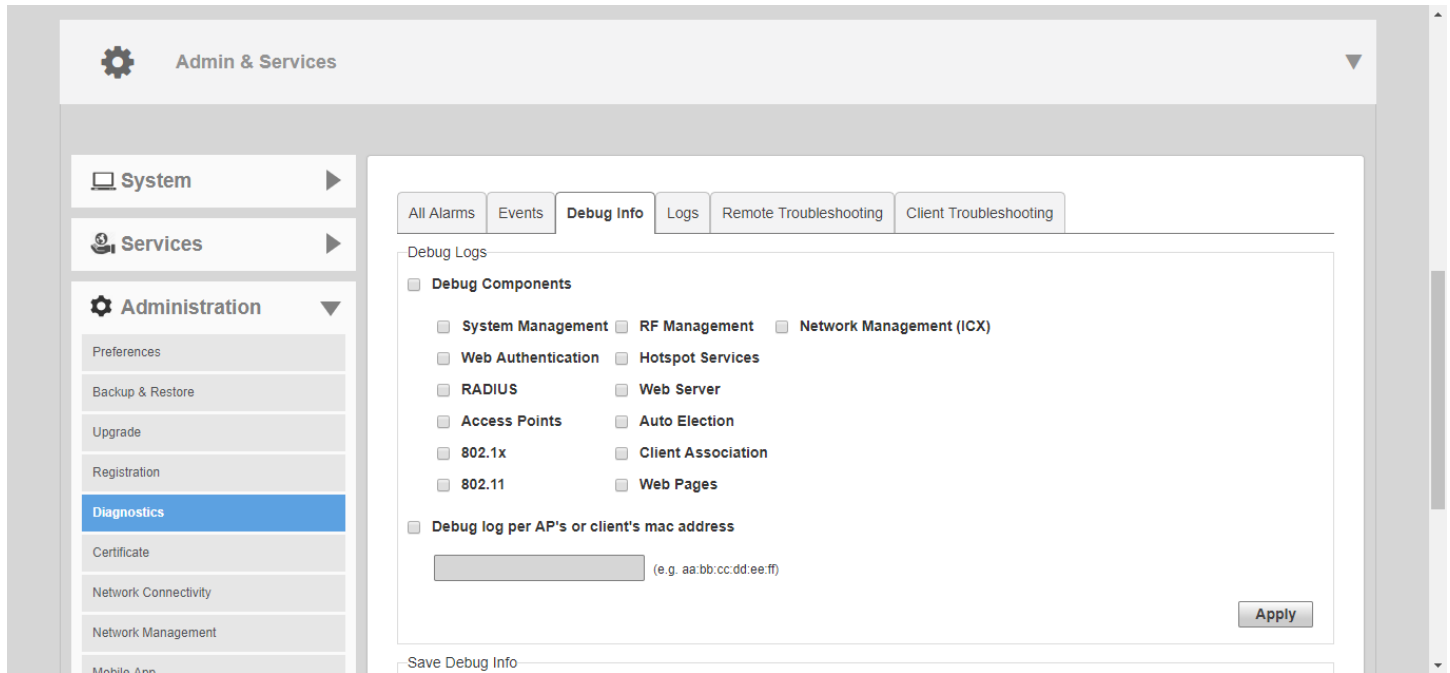 Admin & Services
System
Services
Administration
Preferences
Backup & Restore
Upgrade
Registration
Diagnostics
Certificate
Network Connectivity
Network Management
Mobile App
All Alarms Events Debug Info Logs Remote Troubleshooting Client Troubleshooting
Debug Logs
Debug Components
System Management RF Management Network Management (ICX)
Web Authentication Hotspot Services
RADIUS Web Server
Access Points Auto Election
802.1x Client Association
802.11 Web Pages
Debug log per AP's or client's mac address
(e.g. aa:bb:cc:dd:ee:ff)
Apply
Save Debug Info